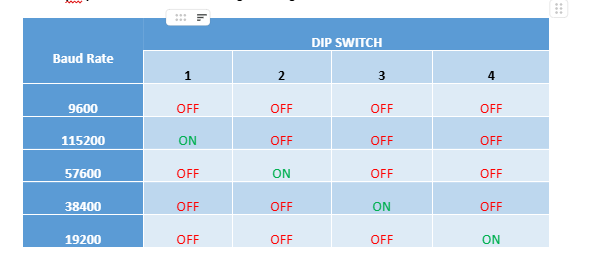 DIP SWITCH
Baud Rate
1 2 3 4
9600 OFF OFF OFF OFF
115200 ON OFF OFF OFF
57600 OFF ON OFF OFF
38400 OFF OFF ON OFF
19200 OFF OFF OFF ON